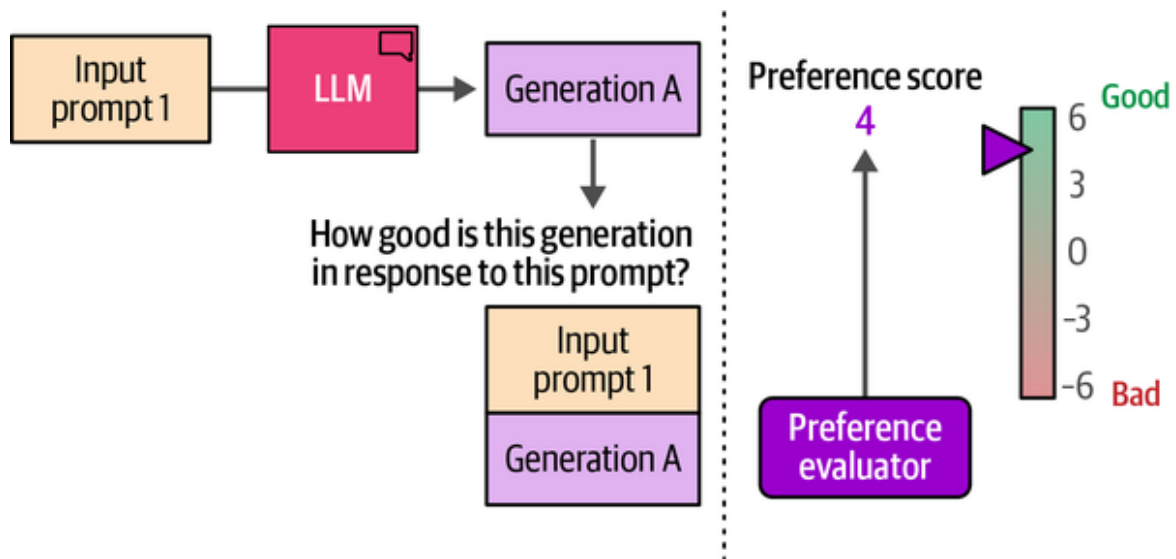 Input
prompt 1
LLM
Generation A
How good is this generation
in response to this prompt?
Input
prompt 1
Generation A
Preference score
4
Preference
evaluator
6
Good
3
0
-3
-6
Bad